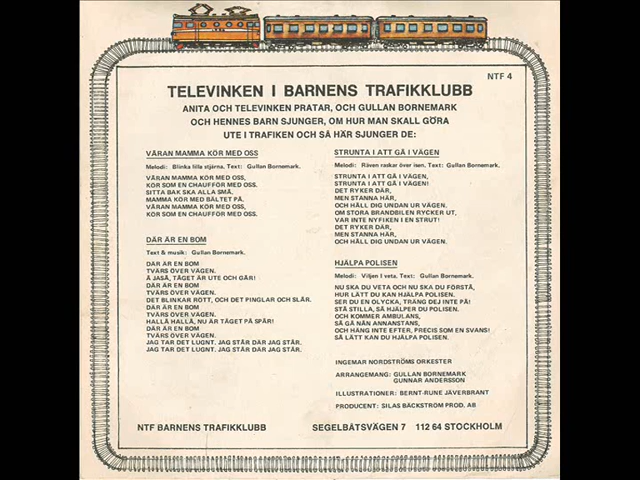 NTF 4
TELEVINKEN I BARNENS TRAFIKKLUBB
ANITA OCH TELEVINKEN PRATAR, OCH GULLAN BORNEMARK
OCH HENNES BARN SJUNGER, OM HUR MAN SKALL GÖRA
UTE I TRAFIKEN OCH SÅ HÄR SJUNGER DE:
VÅRAN MAMMA KÖR MED OSS
Melodi: Blinka lilla stjärna. Text: Gullan Bornemark.
VÅRAN MAMMA KÖR MED OSS,
KÖR SOM EN CHAUFFÖR MED OSS.
SITTA BAK SKA ALLA SMÅ,
MAMMA KÖR MED BÄLTET PÅ.
VÅRAN MAMMA KÖR MED OSS,
KÖR SOM EN CHAUFFÖR MED OSS.
DÄR ÄR EN BOM
Text & musik: Gullan Bornemark.
DÄR ÄR EN BOM
TVÄRS ÖVER VÄGEN.
Å JASÅ, TÅGET ÄR UTE OCH GÅR!
DÄR ÄR EN BOM
TVÄRS ÖVER VÄGEN.
DET BLINKAR RÖTT, OCH DET PINGLAR OCH SLÅR.
DÄR ÄR EN BOM
TVÄRS ÖVER VÄGEN.
HALLÅ HALLÅ, NU ÄR TÅGET PÅ SPÅR!
DÄR ÄR EN BOM
TVÄRS ÖVER VÄGEN.
JAG TAR DET LUGNT. JAG STÅR DÄR JAG STÅR.
JAG TAR DET LUGNT. JAG STÅR DÄR JAG STÅR.
STRUNTA I ATT GÅ I VÄGEN
Melodi: Räven raskar över isen. Text: Gullan Bornemark.
STRUNTA I ATT GÅ I VÄGEN,
STRUNTA I ATT GÅ I VÄGEN!
DET RYKER DÄR,
MEN STANNA HÄR,
OCH HÅLL DIG UNDAN UR VÄGEN.
OM STORA BRANDBILEN RYCKER UT,
VAR INTE NYFIKEN I EN STRUT!
DET RYKER DÄR,
MEN STANNA HÄR,
OCH HÅLL DIG UNDAN UR VÄGEN.
HJÄLPA POLISEN
Melodi: Viljen I veta. Text: Gullan Bornemark.
NU SKA DU VETA OCH NU SKA DU FÖRSTÅ,
HUR LÄTT DU KAN HJÄLPA POLISEN.
SER DU EN OLYCKA, TRÄNG DEJ INTE PÅ!
STÅ STILLA, SÅ HJÄLPER DU POLISEN.
OCH KOMMER AMBULANS,
SÅ GÅ NÅN ANNANSTANS,
OCH HÄNG INTE EFTER, PRECIS SOM EN SVANS!
SÅ LÄTT KAN DU HJÄLPA POLISEN.
INGEMAR NORDSTRÖMS ORKESTER
ARRANGEMANG: GULLAN BORNEMARK
GUNNAR ANDERSSON
ILLUSTRATIONER: BERNT-RUNE JÄVERBRANT
PRODUCENT: SILAS BÄCKSTRÖM PROD. AB
NTF BARNENS TRAFIKKLUBB SEGELBÅTSVÄGEN 7 112 64 STOCKHOLM